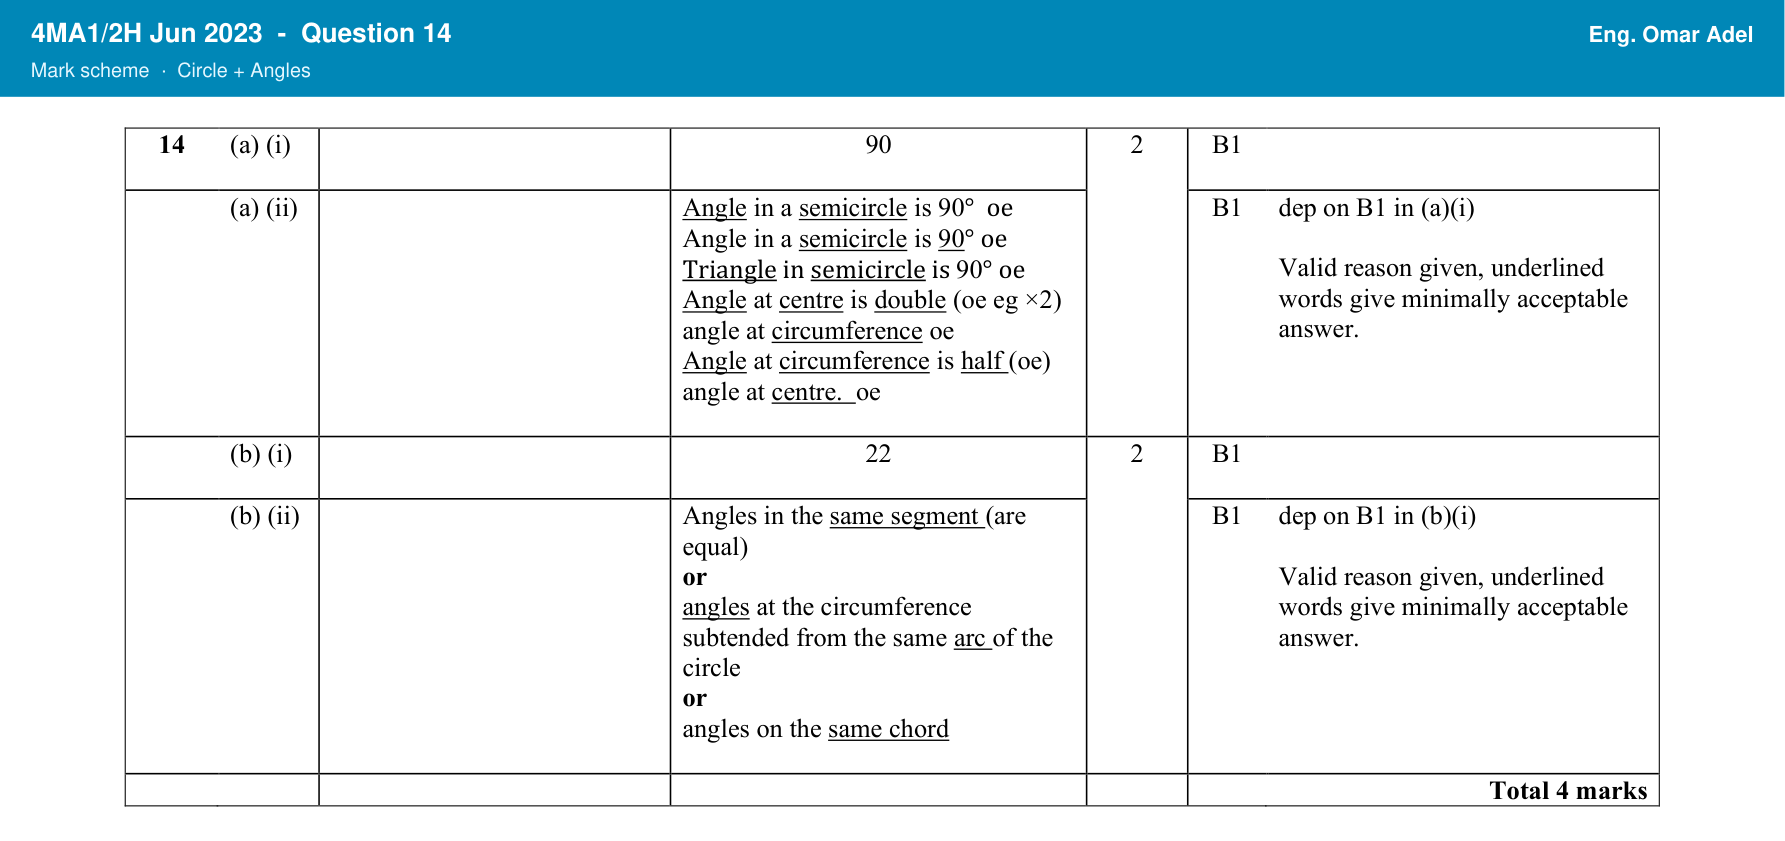 4MA1/2H Jun 2023 - Question 14
Eng. Omar Adel
Mark scheme · Circle + Angles
14 (a) (i) 90 2 B1
(a) (ii) Angle in a semicircle is 90° oe B1 dep on B1 in (a)(i)
Angle in a semicircle is 90° oe
Triangle in semicircle is 90° oe Valid reason given, underlined
Angle at centre is double (oe eg ×2) words give minimally acceptable
angle at circumference oe answer.
Angle at circumference is half (oe)
angle at centre. oe
(b) (i) 22 2 B1
(b) (ii) Angles in the same segment (are B1 dep on B1 in (b)(i)
equal)
or Valid reason given, underlined
angles at the circumference words give minimally acceptable
subtended from the same arc of the answer.
circle
or
angles on the same chord
Total 4 marks